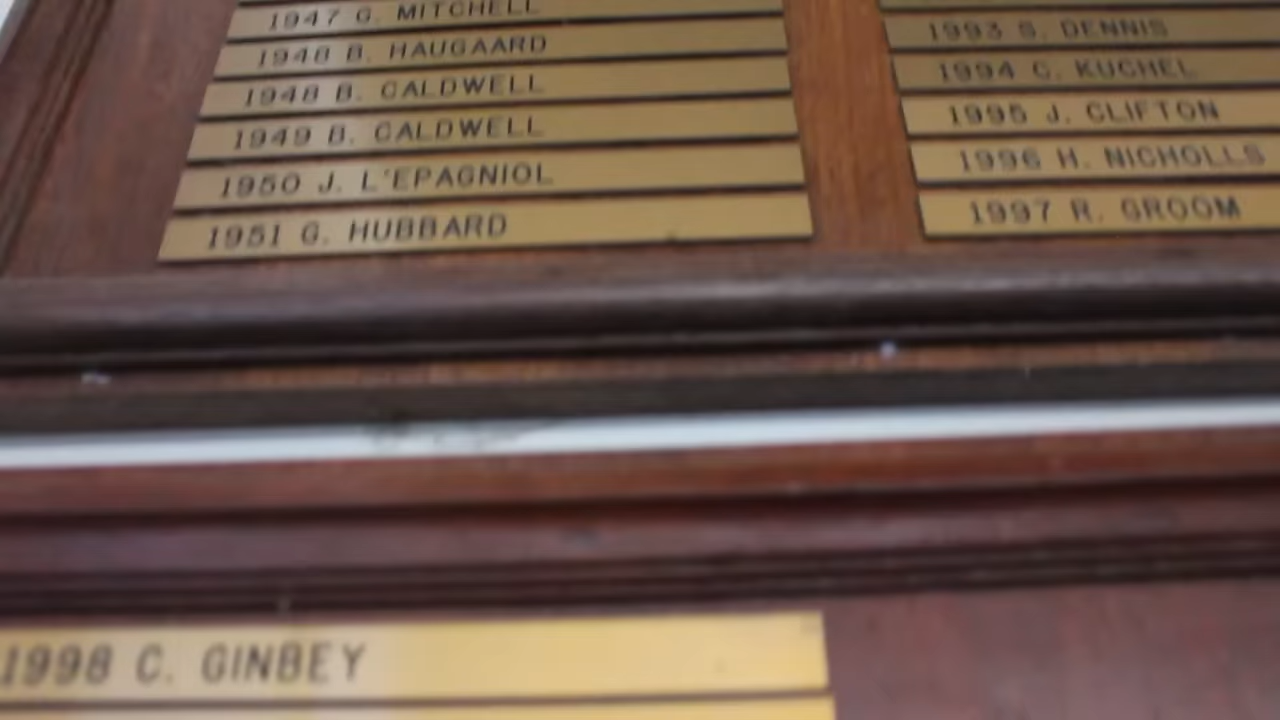 1947 G. MITCHELL
1948 B. HAUGAARD
1948 B. CALDWELL
1949 B. CALDWELL
1950 J. L'EPAGNIOL
1951 G. HUBBARD
1993 S. DENNIS
1994 C. KUCHEL
1995 J. CLIFTON
1996 H. NICHOLLS
1997 R. GROOM
1998 C. GINBEY